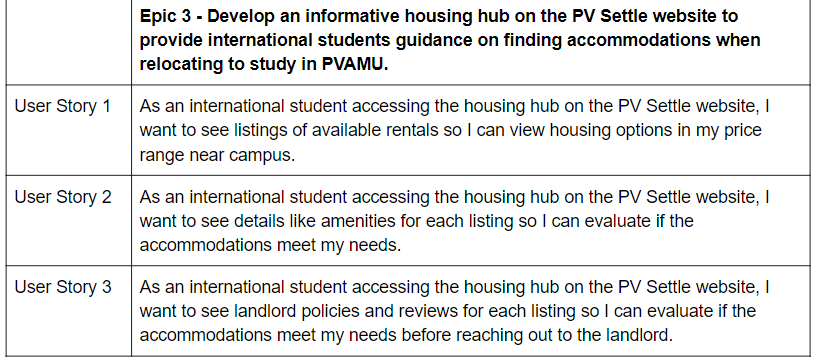 Epic 3 - Develop an informative housing hub on the PV Settle website to
provide international students guidance on finding accommodations when
relocating to study in PVAMU.
User Story 1
As an international student accessing the housing hub on the PV Settle website, I
want to see listings of available rentals so I can view housing options in my price
range near campus.
User Story 2
As an international student accessing the housing hub on the PV Settle website, I
want to see details like amenities for each listing so I can evaluate if the
accommodations meet my needs.
User Story 3
As an international student accessing the housing hub on the PV Settle website, I
want to see landlord policies and reviews for each listing so I can evaluate if the
accommodations meet my needs before reaching out to the landlord.